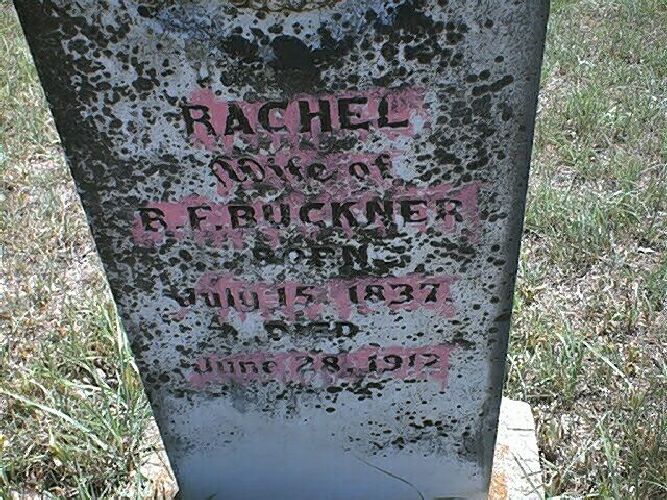 RACHEL
Wife of
B.F. BUCKNER
BORN
July 15, 1837
DIED
June 28, 1912